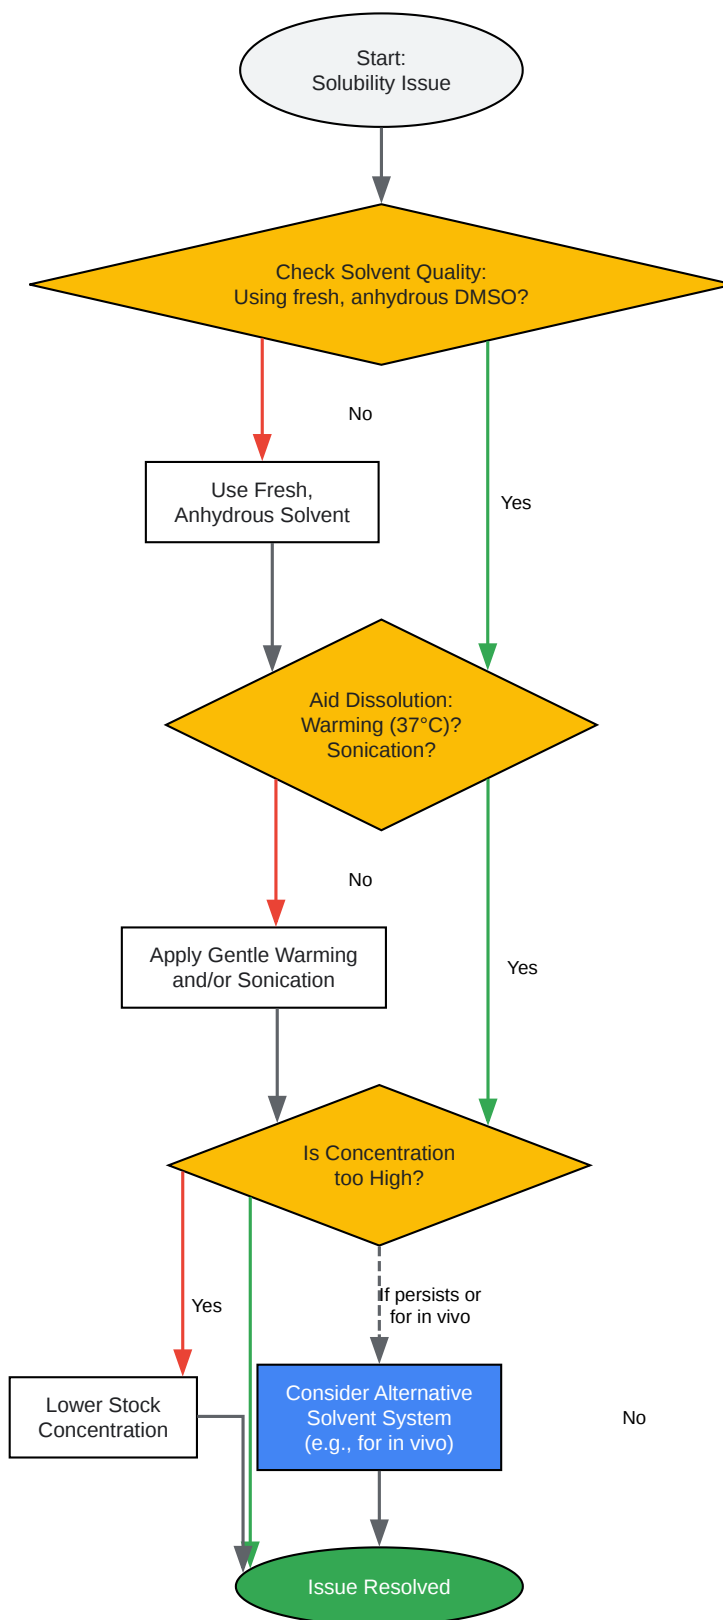 Start:
Solubility Issue
Check Solvent Quality:
Using fresh, anhydrous DMSO?
No
Use Fresh,
Anhydrous Solvent
Yes
Aid Dissolution:
Warming (37°C)?
Sonication?
No
Apply Gentle Warming
and/or Sonication
Yes
Is Concentration
too High?
If persists or
for in vivo
Yes
Lower Stock
Concentration
Consider Alternative
Solvent System
(e.g., for in vivo)
No
Issue Resolved